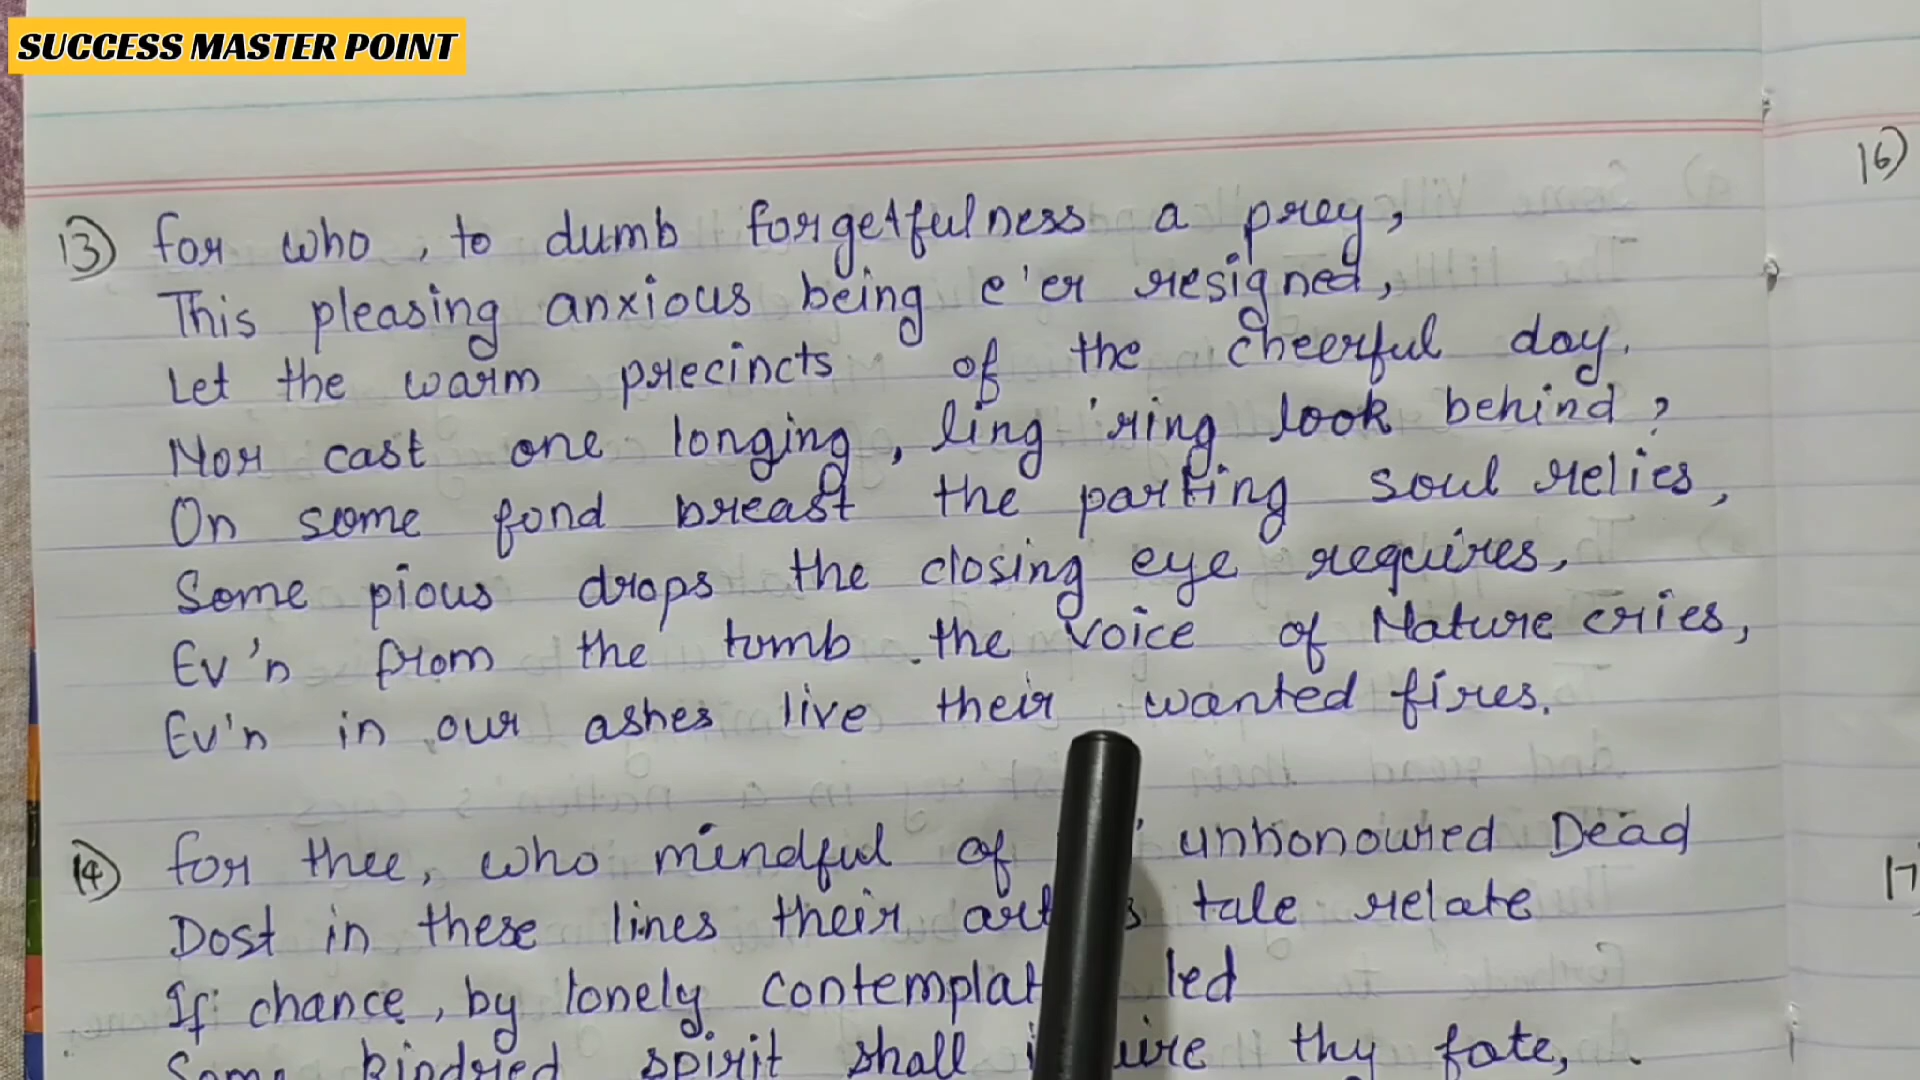 SUCCESS MASTER POINT
16)
13) for who, to dumb forgetfulness a prey,
This pleasing anxious being e'er resigned,
Let the warm precincts of the cheerful day.
Nor cast one longing, ling'ring look behind?
On some fond breast the parting soul relies,
Some pious drops the closing eye requires.
Ev'n from the tomb the voice of Nature cries,
Ev'n in our ashes live their wanted fires.
14) for thee, who mindful of unhonoured Dead
Dost in these lines their tale relate
If chance, by lonely led
Some kindred spirit shall thy fate,
17)